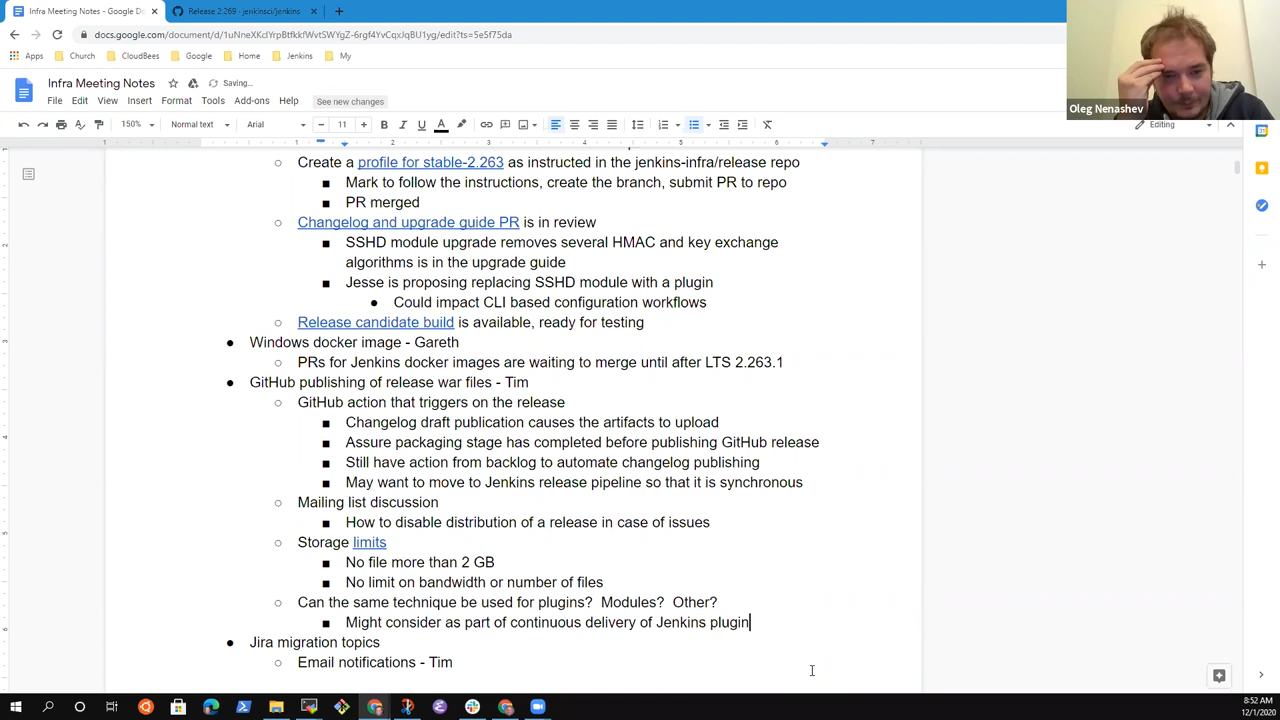 Infra Meeting Notes - Google Do
Release 2.269 · jenkinsci/jenkins
docs.google.com/document/d/1uNneXKcIYrpBtfkkfWvtSWYgZ-6rgf4YvCqxJqBU1yg/edit?ts=5e5f75da
Apps Church CloudBees Google Home Jenkins My
Infra Meeting Notes Saving...
File Edit View Insert Format Tools Add-ons Help See new changes
150% Normal text Arial 11 Editing
Oleg Nenashev
Create a profile for stable-2.263 as instructed in the jenkins-infra/release repo
Mark to follow the instructions, create the branch, submit PR to repo
PR merged
Changelog and upgrade guide PR is in review
SSHD module upgrade removes several HMAC and key exchange
algorithms is in the upgrade guide
Jesse is proposing replacing SSHD module with a plugin
Could impact CLI based configuration workflows
Release candidate build is available, ready for testing
Windows docker image - Gareth
PRs for Jenkins docker images are waiting to merge until after LTS 2.263.1
GitHub publishing of release war files - Tim
GitHub action that triggers on the release
Changelog draft publication causes the artifacts to upload
Assure packaging stage has completed before publishing GitHub release
Still have action from backlog to automate changelog publishing
May want to move to Jenkins release pipeline so that it is synchronous
Mailing list discussion
How to disable distribution of a release in case of issues
Storage limits
No file more than 2 GB
No limit on bandwidth or number of files
Can the same technique be used for plugins? Modules? Other?
Might consider as part of continuous delivery of Jenkins plugin
Jira migration topics
Email notifications - Tim
8:52 AM
12/1/2020